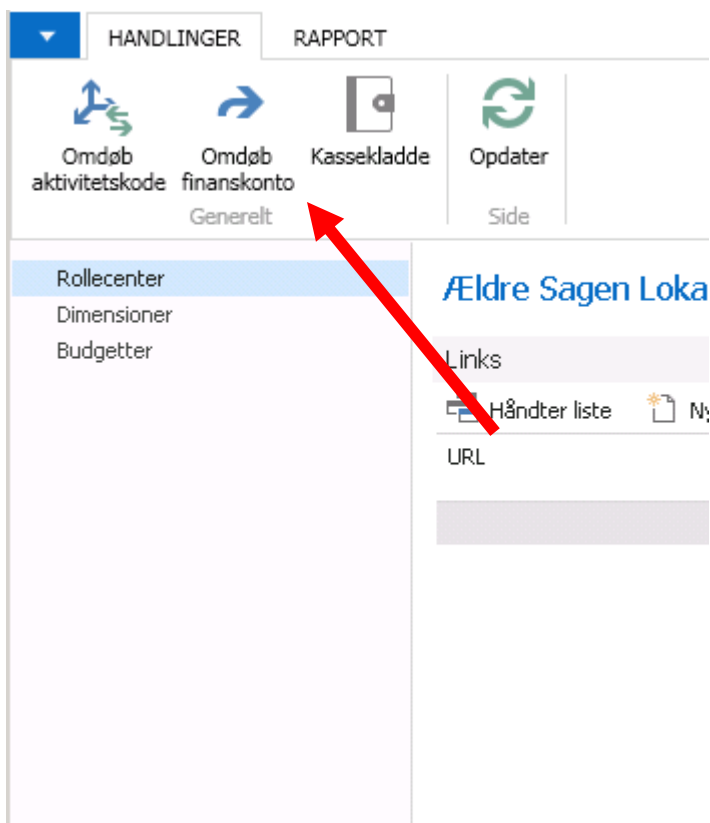 HANDLINGER RAPPORT
Omdøb aktivitetskode
Omdøb finanskonto
Kassekladde
Opdater
Generelt
Side
Rollecenter
Dimensioner
Budgetter
Ældre Sagen Loka
Links
Håndter liste Ny
URL